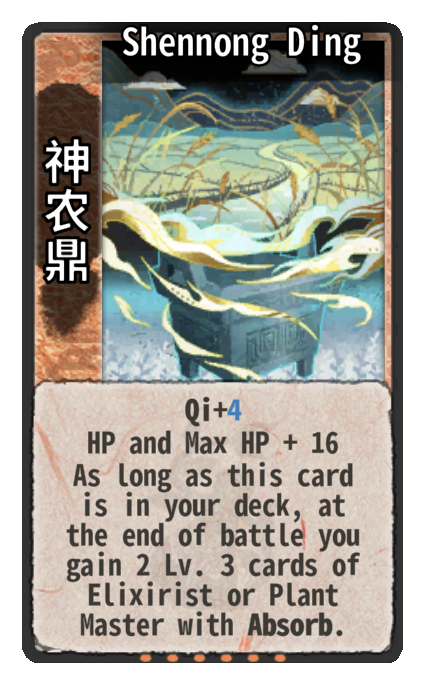 Shennong Ding
神农鼎
Qi+4
HP and Max HP + 16
As long as this card
is in your deck, at
the end of battle you
gain 2 Lv. 3 cards of
Elixirist or Plant
Master with Absorb.